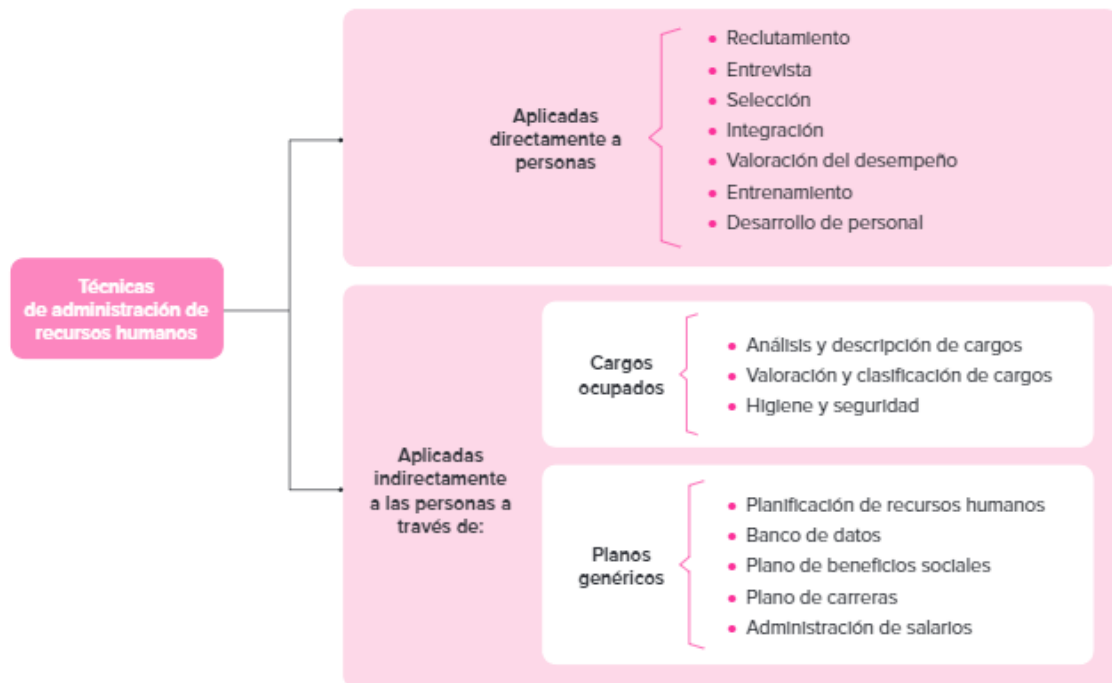 Técnicas
de administración de
recursos humanos
Aplicadas
directamente a
personas
• Reclutamiento
• Entrevista
• Selección
• Integración
• Valoración del desempeño
• Entrenamiento
• Desarrollo de personal
Aplicadas
indirectamente
a las personas a
través de:
Cargos
ocupados
• Análisis y descripción de cargos
• Valoración y clasificación de cargos
• Higiene y seguridad
Planos
genéricos
• Planificación de recursos humanos
• Banco de datos
• Plano de beneficios sociales
• Plano de carreras
• Administración de salarios